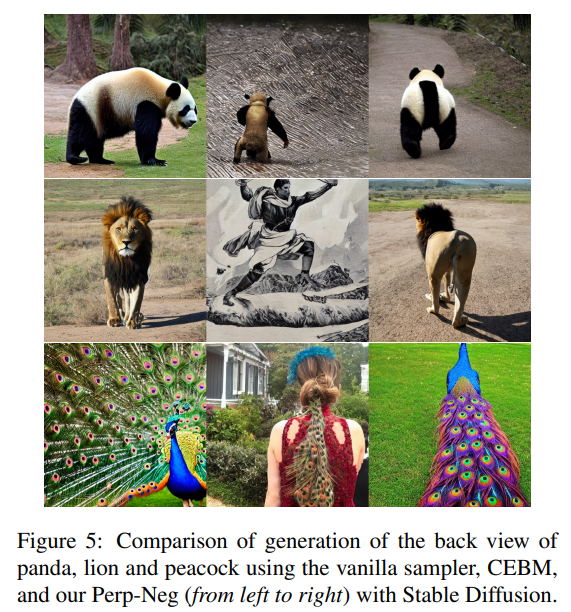 Figure 5: Comparison of generation of the back view of
panda, lion and peacock using the vanilla sampler, CEBM,
and our Perp-Neg (from left to right) with Stable Diffusion.